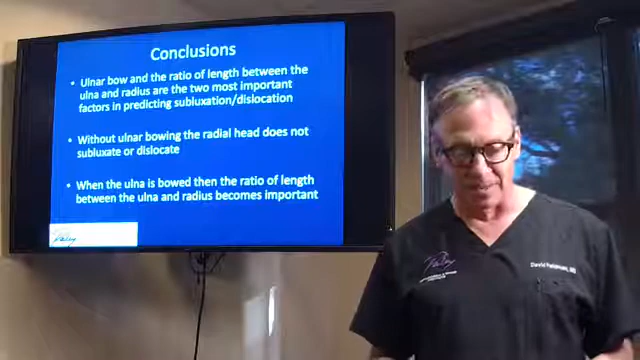 Conclusions
• Ulnar bow and the ratio of length between the
ulna and radius are the two most important
factors in predicting subluxation/dislocation
• Without ulnar bowing the radial head does not
subluxate or dislocate
• When the ulna is bowed then the ratio of length
between the ulna and radius becomes important
Paley
Paley
David